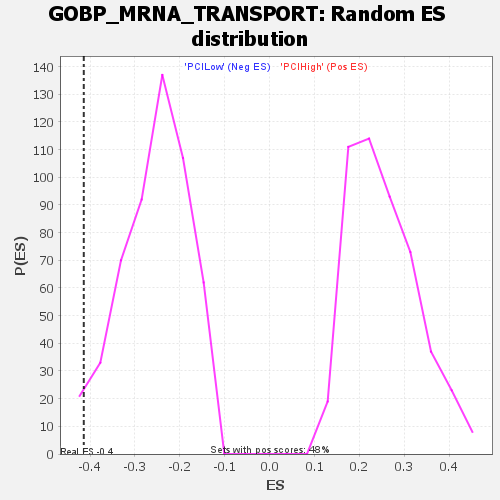 GOBP_MRNA_TRANSPORT: Random ES
distribution
'PCILow' (Neg ES) 'PCIHigh' (Pos ES)
140
130
120
110
100
90
80
70
60
50
40
30
20
10
0
P(ES)
Real ES -0.4
Sets with pos scores: 48%
-0.4 -0.3 -0.2 -0.1 0.0 0.1 0.2 0.3 0.4
ES